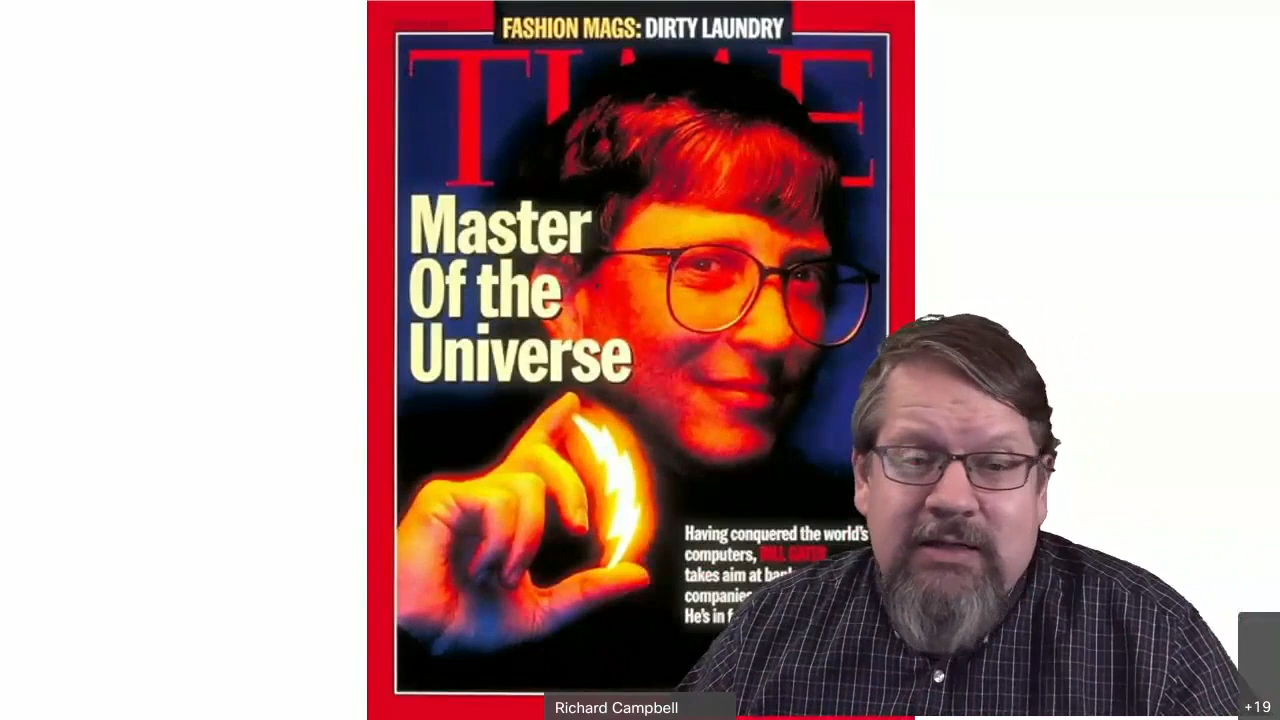 FASHION MAGS: DIRTY LAUNDRY
TIME
Master
Of the
Universe
Having conquered the world's
computers, BILL GATES
takes aim at
companies
He's in
Richard Campbell
+19